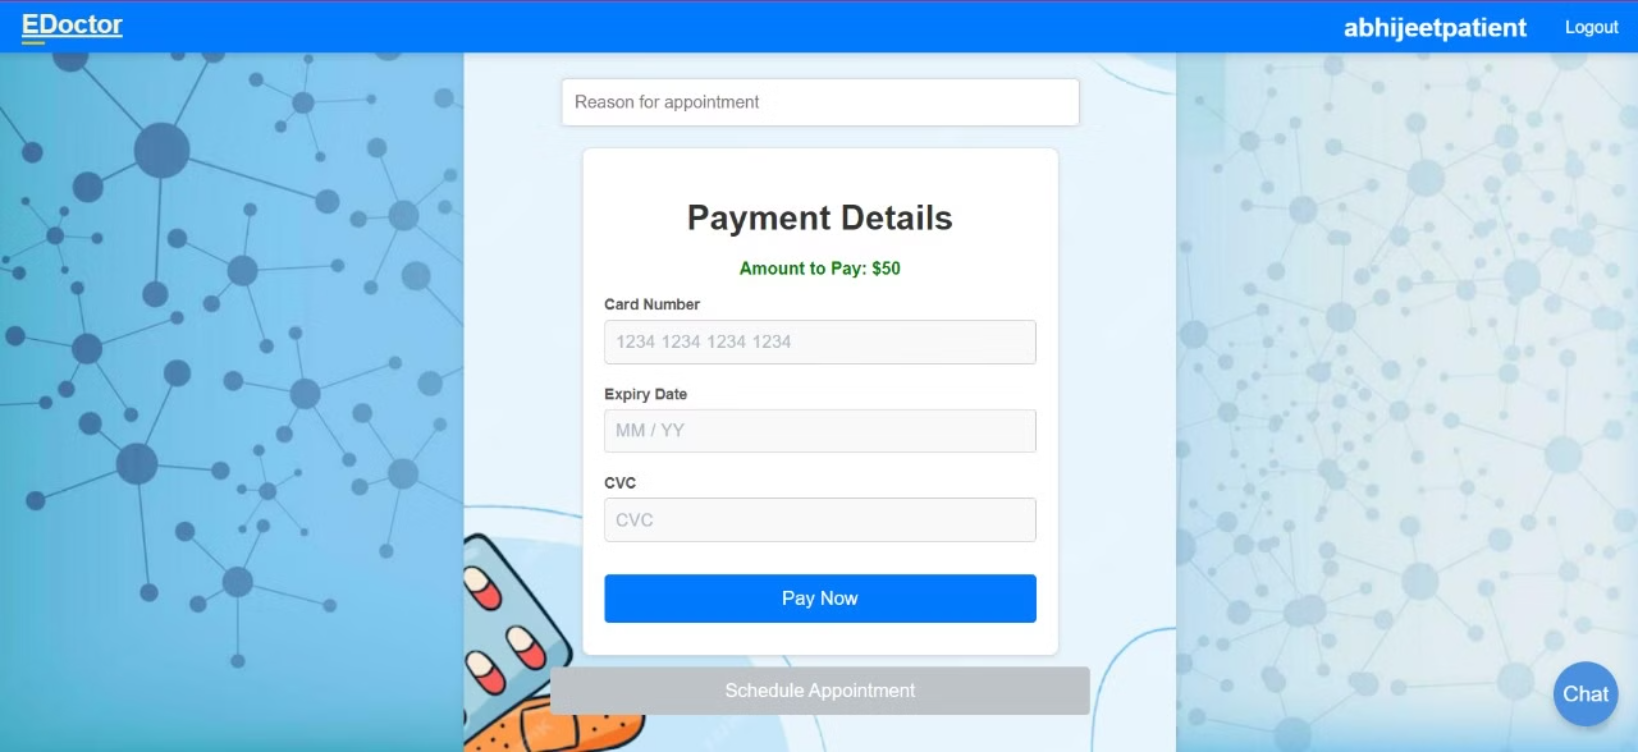 EDoctor
abhijeetpatient
Logout
Reason for appointment
Payment Details
Amount to Pay: $50
Card Number
1234 1234 1234 1234
Expiry Date
MM / YY
CVC
CVC
Pay Now
Schedule Appointment
Chat